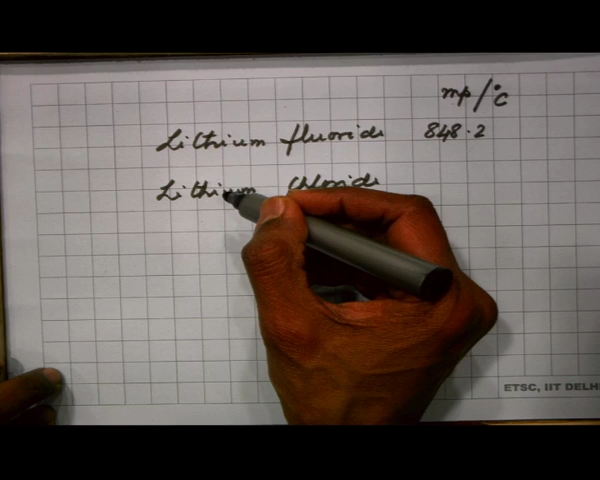 mp/°C
Lithium fluoride 848.2
Lithium chloride
ETSC, IIT DELHI